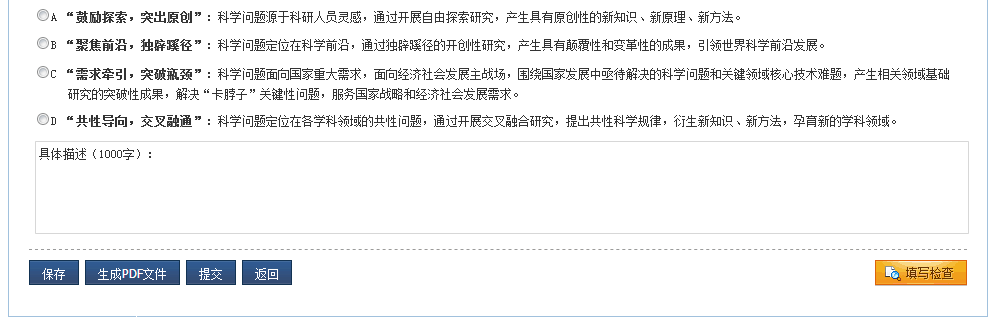 A “鼓励探索，突出原创”：科学问题源于科研人员灵感，通过开展自由探索研究，产生具有原创性的新知识、新原理、新方法。
B “聚焦前沿，独辟蹊径”：科学问题定位在科学前沿，通过独辟蹊径的开创性研究，产生具有颠覆性和变革性的成果，引领世界科学前沿发展。
C “需求牵引，突破瓶颈”：科学问题面向国家重大需求，面向经济社会发展主战场，围绕国家发展中亟待解决的科学问题和关键领域核心技术难题，产生相关领域基础
研究的突破性成果，解决“卡脖子”关键性问题，服务国家战略和经济社会发展需求。
D “共性导向，交叉融通”：科学问题定位在各学科领域的共性问题，通过开展交叉融合研究，提出共性科学规律，衍生新知识、新方法，孕育新的学科领域。
具体描述（1000字）：
保存 生成PDF文件 提交 返回 填写检查